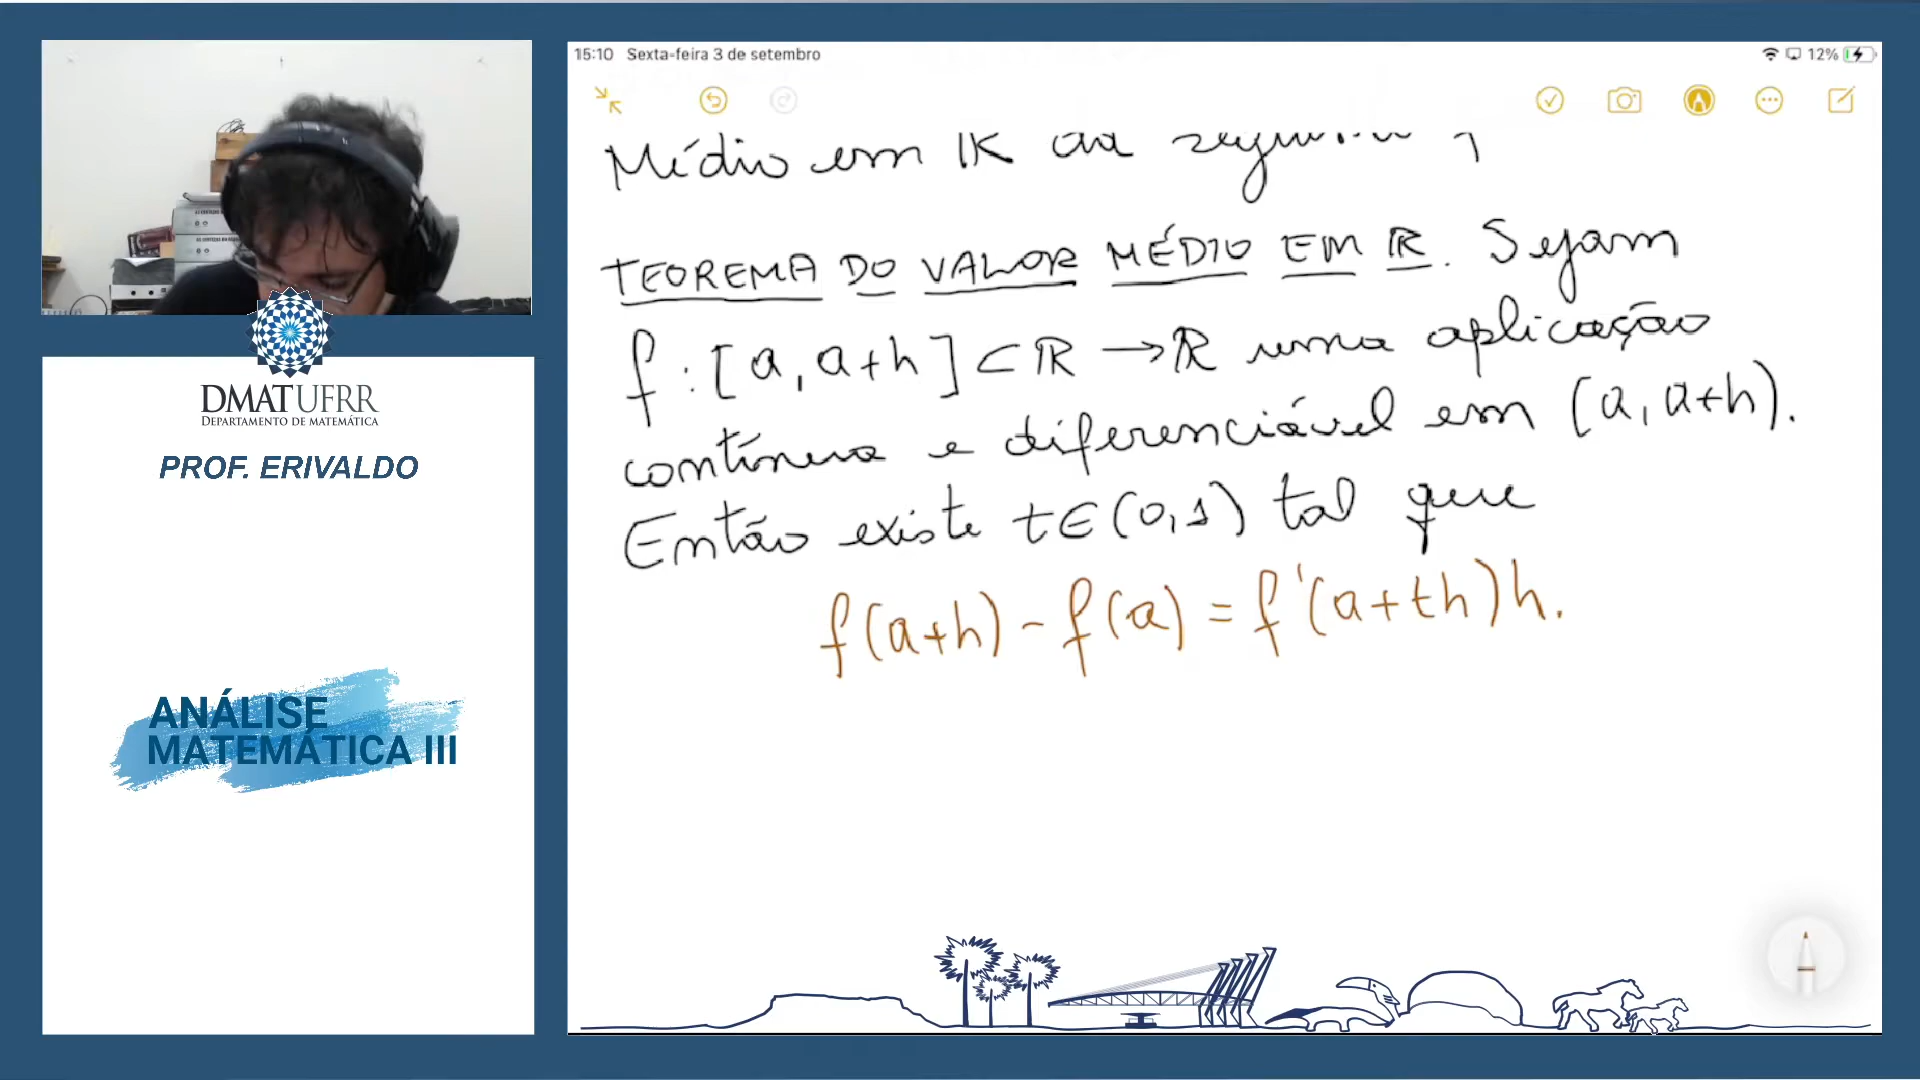 15:10 Sexta-feira 3 de setembro
12%
Médio em IR da
TEOREMA DO VALOR MÉDIO EM R. Sejam
f : [a, a+h] ⊂ R → R uma aplicação
contínua e diferenciável em (a, a+h).
Então existe t∈(0,1) tal que
f(a+h) - f(a) = f'(a+th)h.
DMATUFRR
DEPARTAMENTO DE MATEMÁTICA
PROF. ERIVALDO
ANÁLISE
MATEMÁTICA III